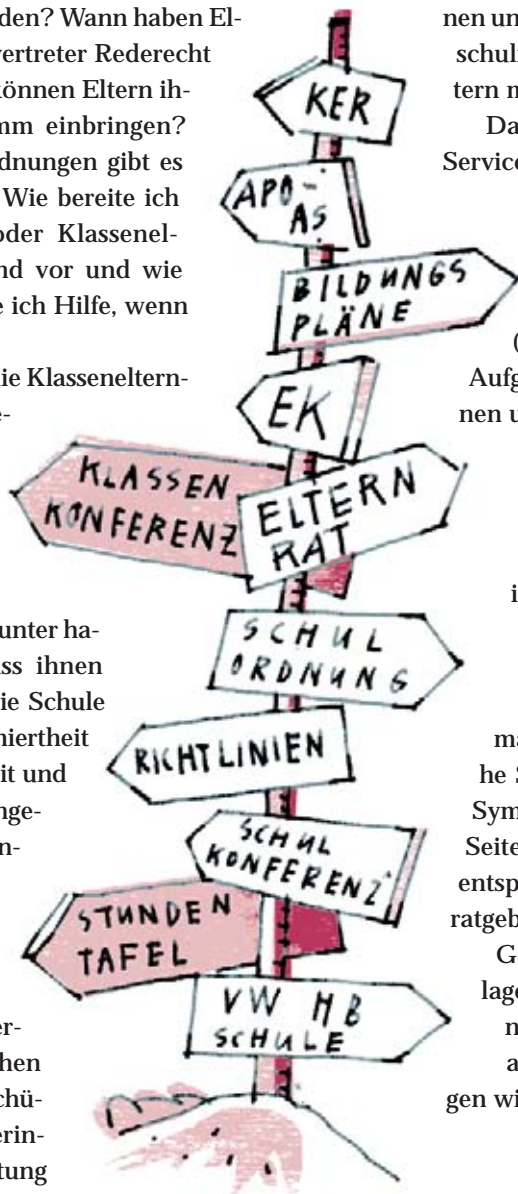 den? Wann haben El-
vertreter Rederecht
können Eltern ih-
mm einbringen?
dnungen gibt es
Wie bereite ich
oder Klassenel-
nd vor und wie
e ich Hilfe, wenn
ie Klasseneltern-
e-
unter ha-
ss ihnen
ie Schule
niertheit
it und
nge-
n-
er-
hen
chü-
erin-
tung
KER
APO-
AS
BILDUNGS
PLÄNE
EK
KLASSEN
KONFERENZ
ELTERN
RAT
SCHUL
ORDNUNG
RICHTLINIEN
SCHUL
KONFERENZ
STUNDEN
TAFEL
VW HB
SCHULE
nen un
schul
tern n
Da
Service
(
Aufg
nen u
i
ma
he S
Sym
Seite
entsp
ratgeb
G
lage
n
a
gen wi